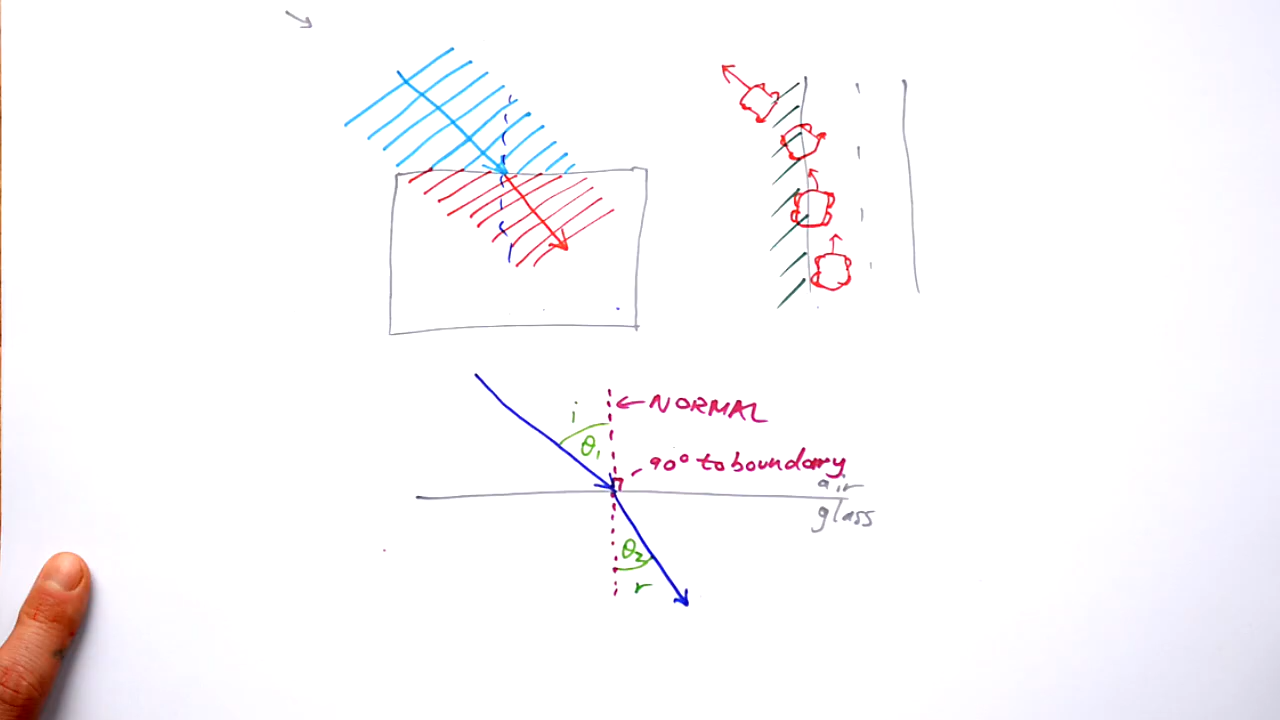 i
θ₁
← NORMAL
90° to boundary
air
glass
θ₂
r